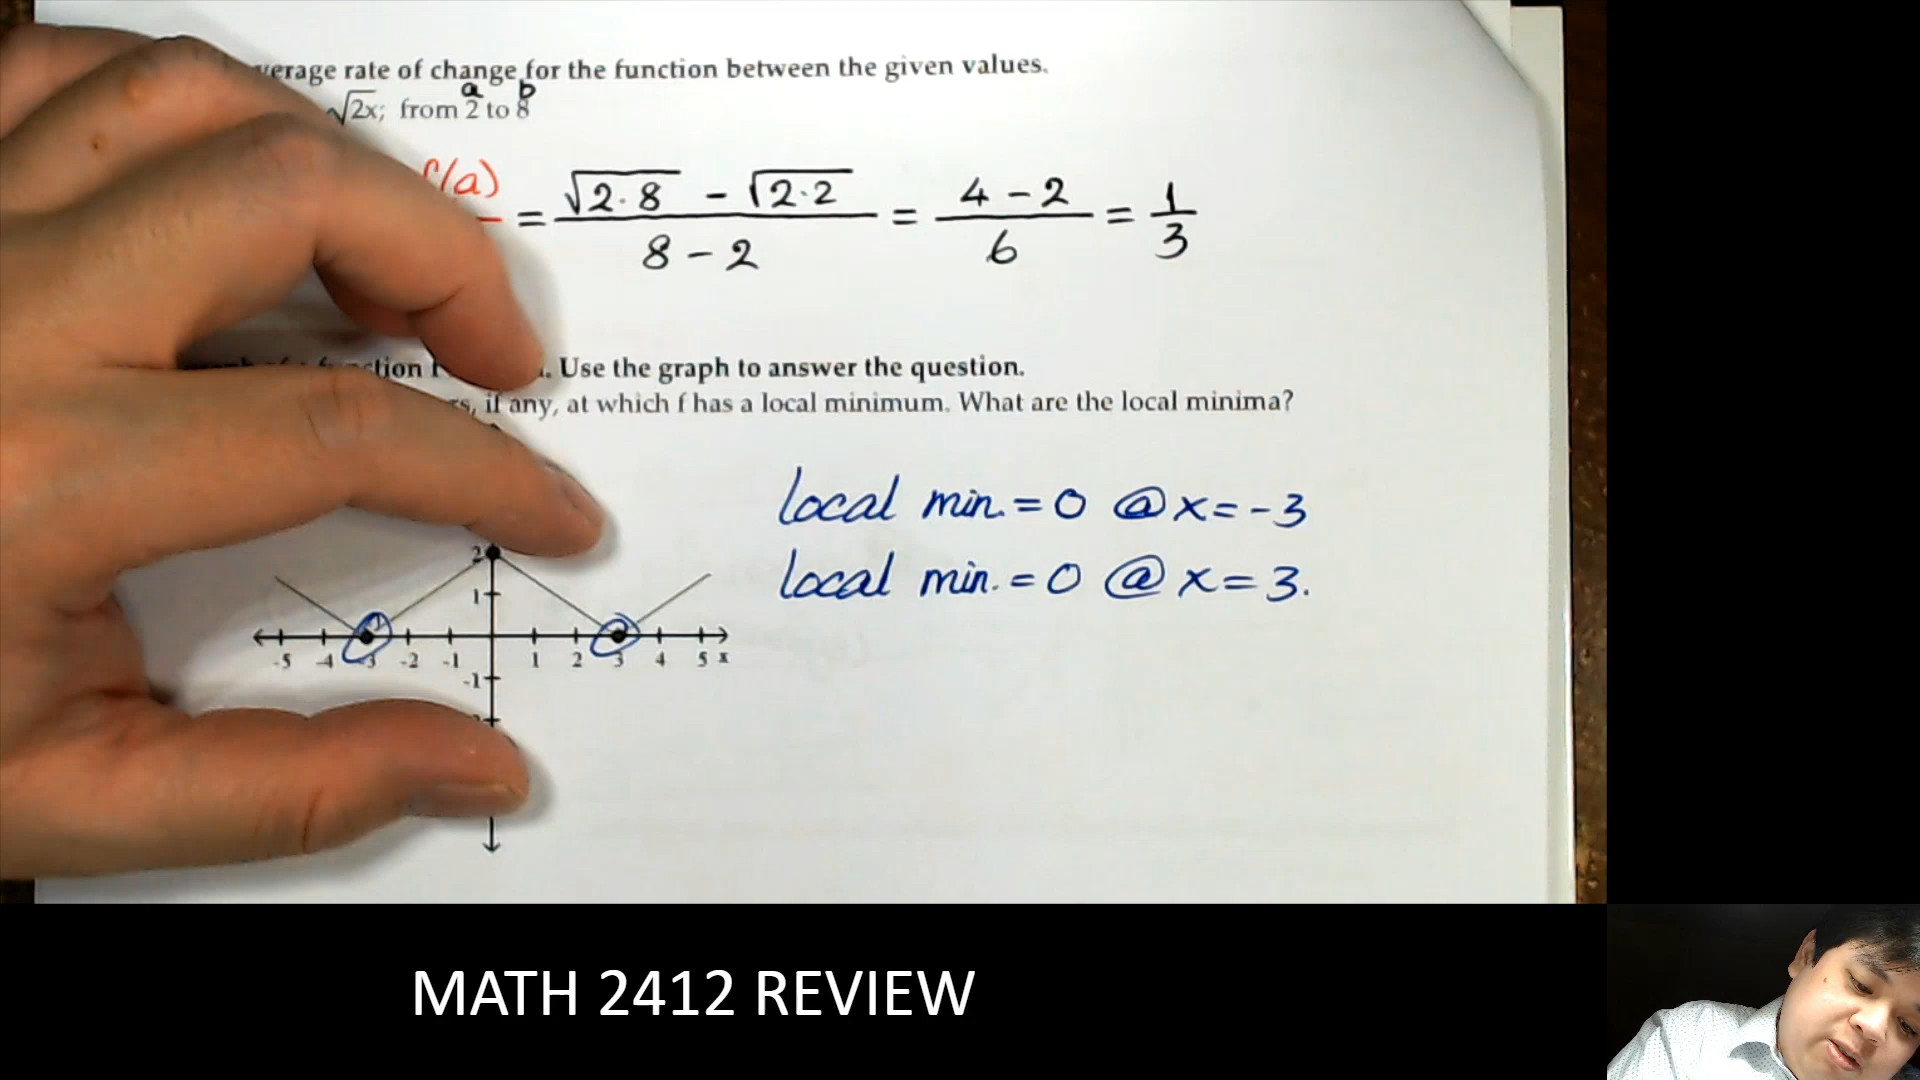 average rate of change for the function between the given values.
a b
√2x; from 2 to 8
f(a)
= (√2·8 - √2·2)/(8 - 2) = (4 - 2)/6 = 1/3
Use the graph to answer the question.
if any, at which f has a local minimum. What are the local minima?
local min. = 0 @ x = -3
local min. = 0 @ x = 3.
2
1
-5 -4 -3 -2 -1 1 2 3 4 5 x
-1
MATH 2412 REVIEW